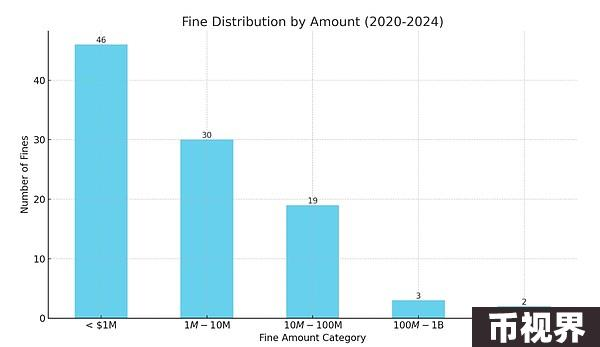 Fine Distribution by Amount (2020-2024)
46
40
30
30
20
19
10
3
2
0
Number of Fines
< $1M
1M − 10M
10M − 100M
100M − 1B
Fine Amount Category
币视界